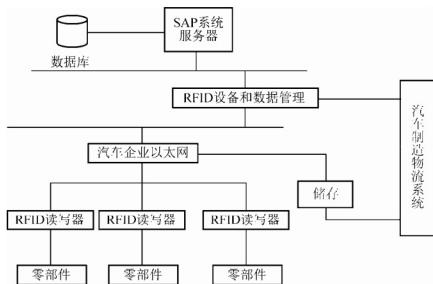 SAP系统
服务器
数据库
RFID设备和数据管理
汽车制造物流系统
汽车企业以太网
储存
RFID读写器
RFID读写器
RFID读写器
零部件
零部件
零部件